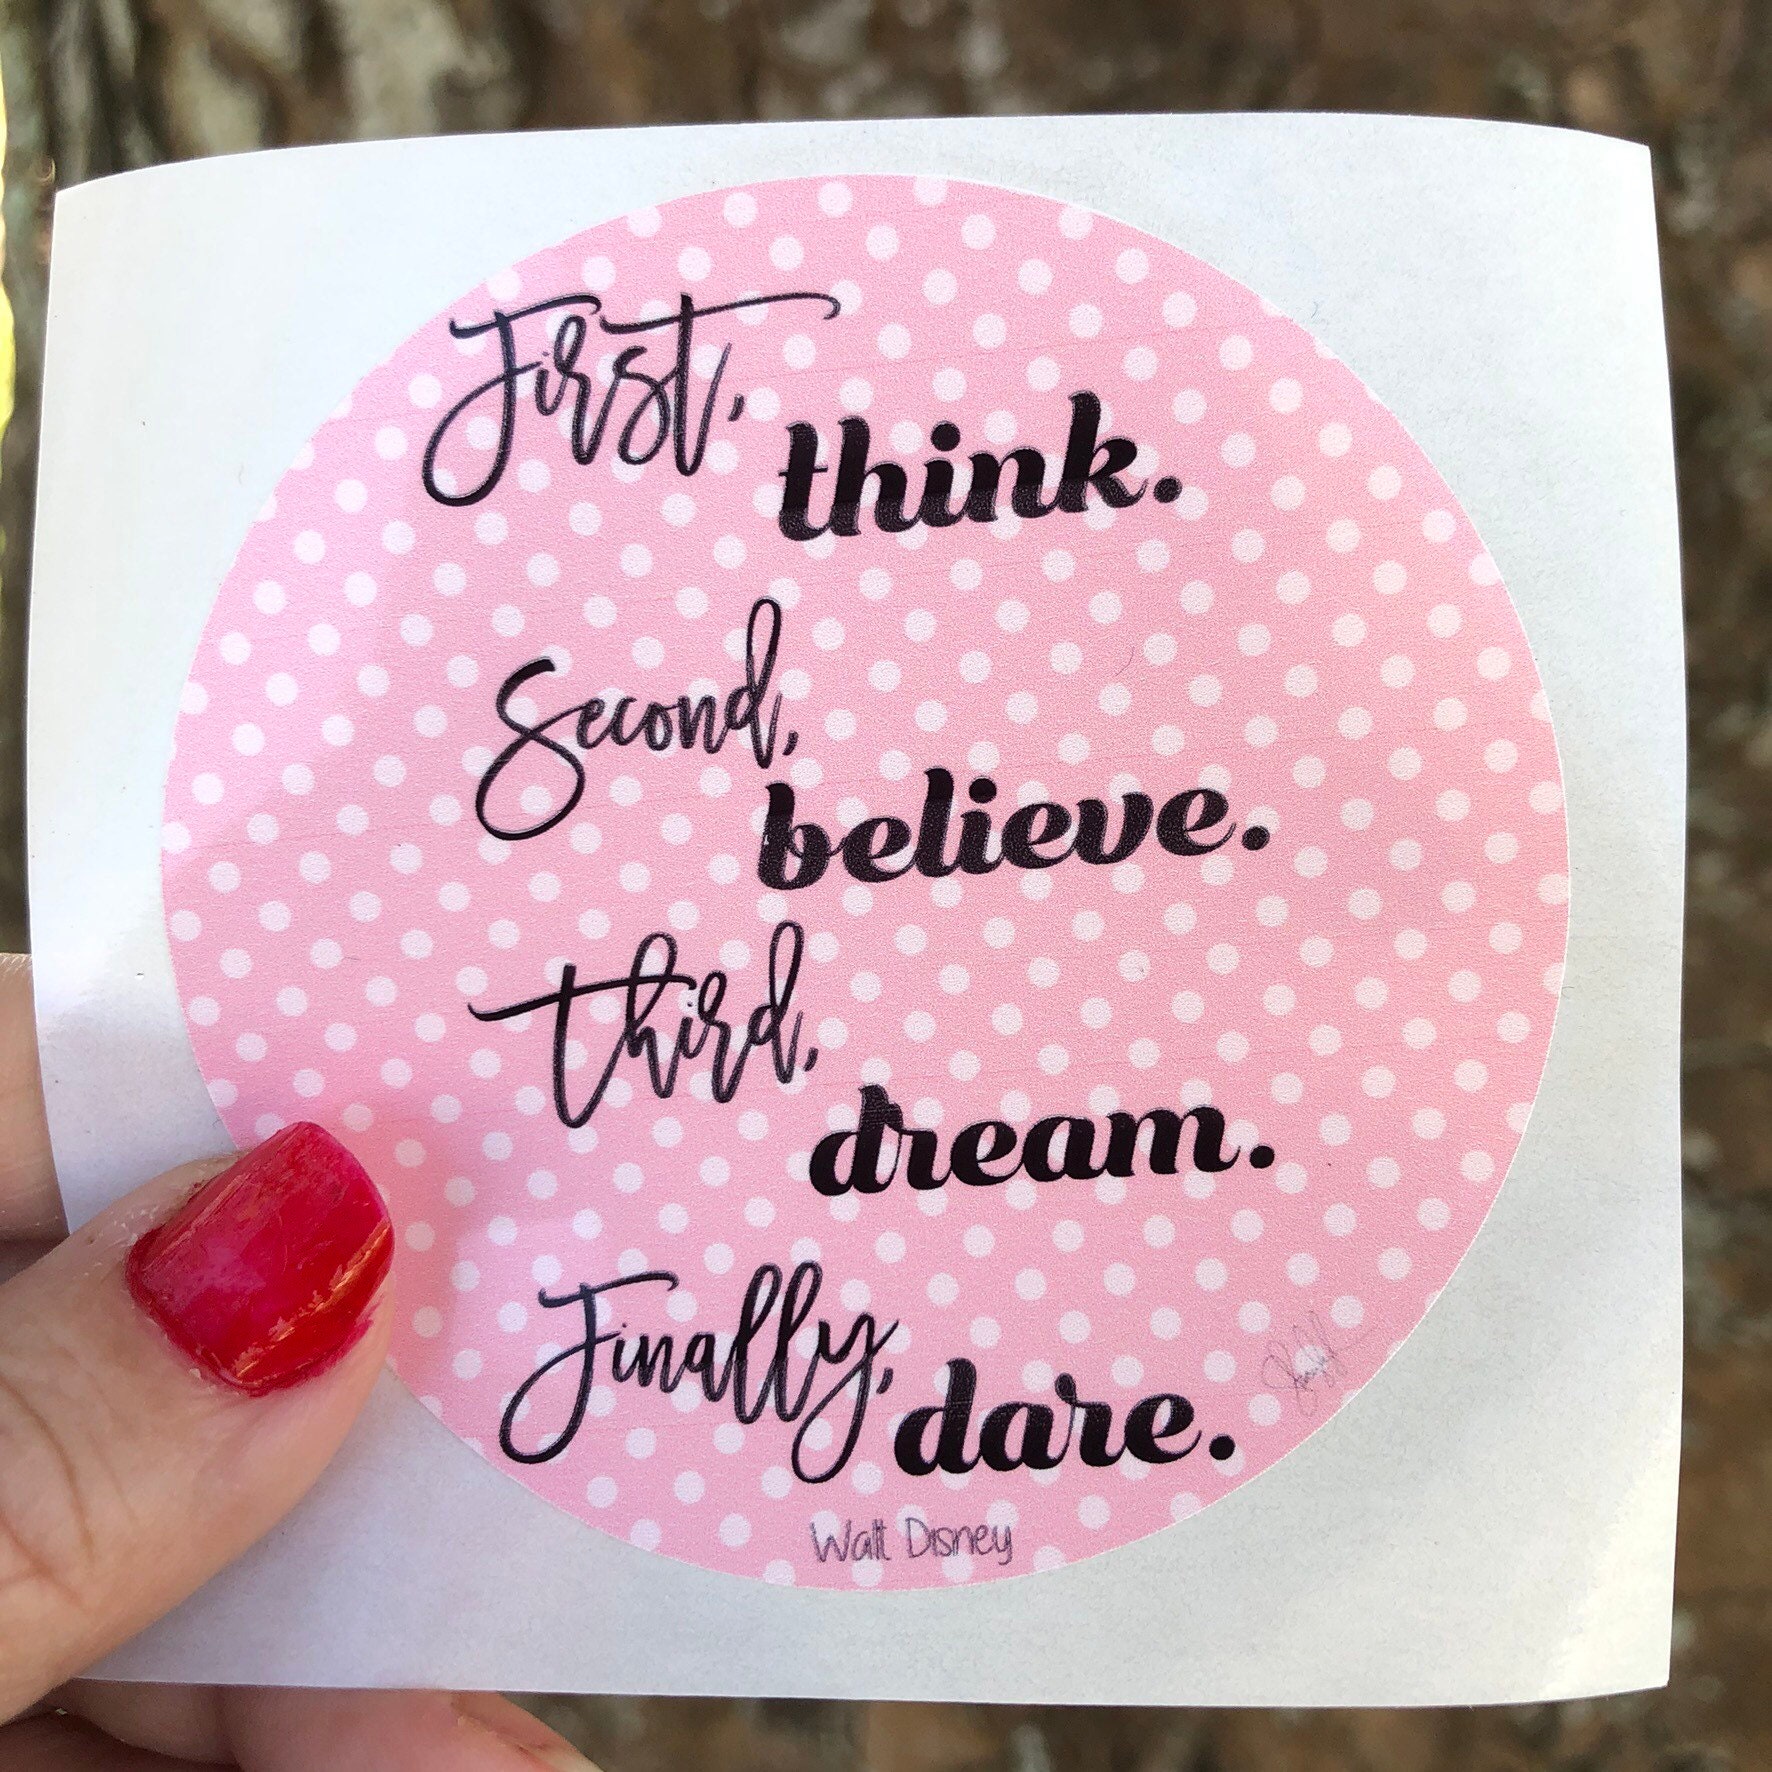 First,
think.
Second,
believe.
third,
dream.
Finally,
dare.
Walt Disney